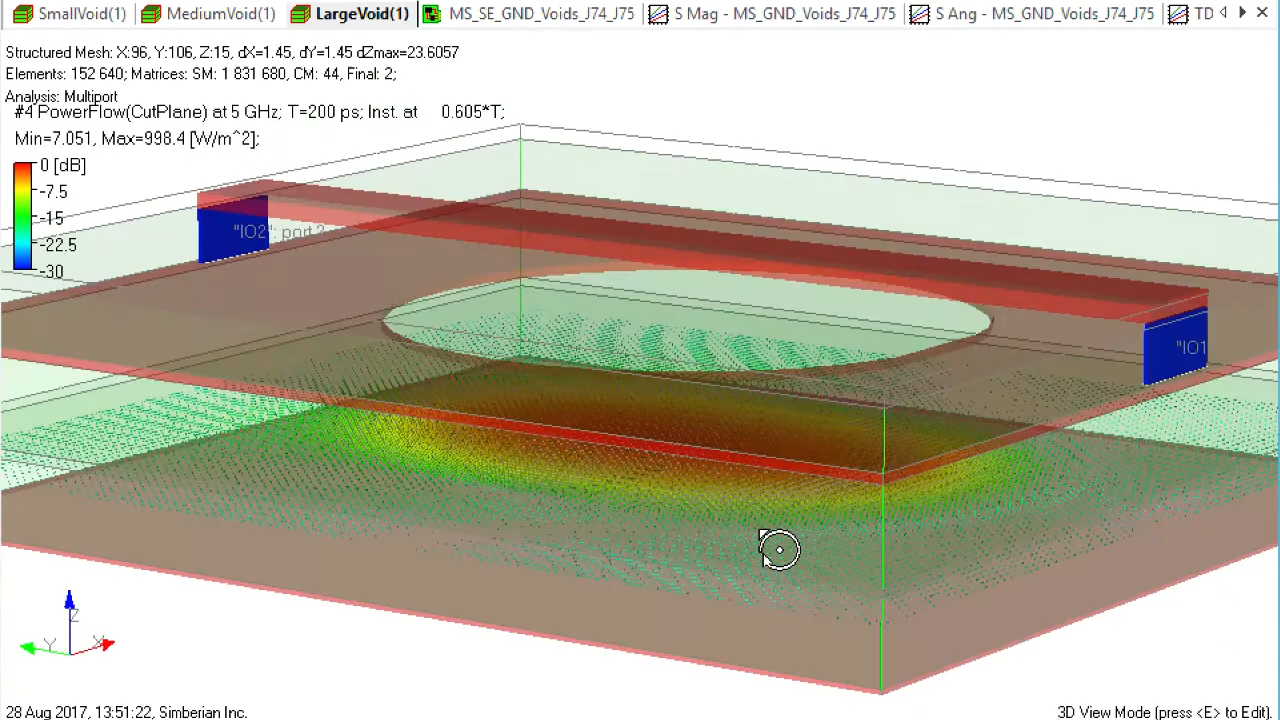 SmallVoid(1) MediumVoid(1) LargeVoid(1) MS_SE_GND_Voids_J74_J75 S Mag - MS_GND_Voids_J74_J75 S Ang - MS_GND_Voids_J74_J75 TD
Structured Mesh: X:96, Y:106, Z:15, dX=1.45, dY=1.45 dZmax=23.6057
Elements: 152 640; Matrices: SM: 1 831 680, CM: 44, Final: 2;
Analysis: Multiport
#4 PowerFlow(CutPlane) at 5 GHz; T=200 ps; Inst. at 0.605*T;
Min=7.051, Max=998.4 [W/m^2];
0 [dB]
-7.5
-15
-22.5
-30
"IO2": port 2
"IO1
Z
Y
X
28 Aug 2017, 13:51:22, Simberian Inc.
3D View Mode (press <E> to Edit).